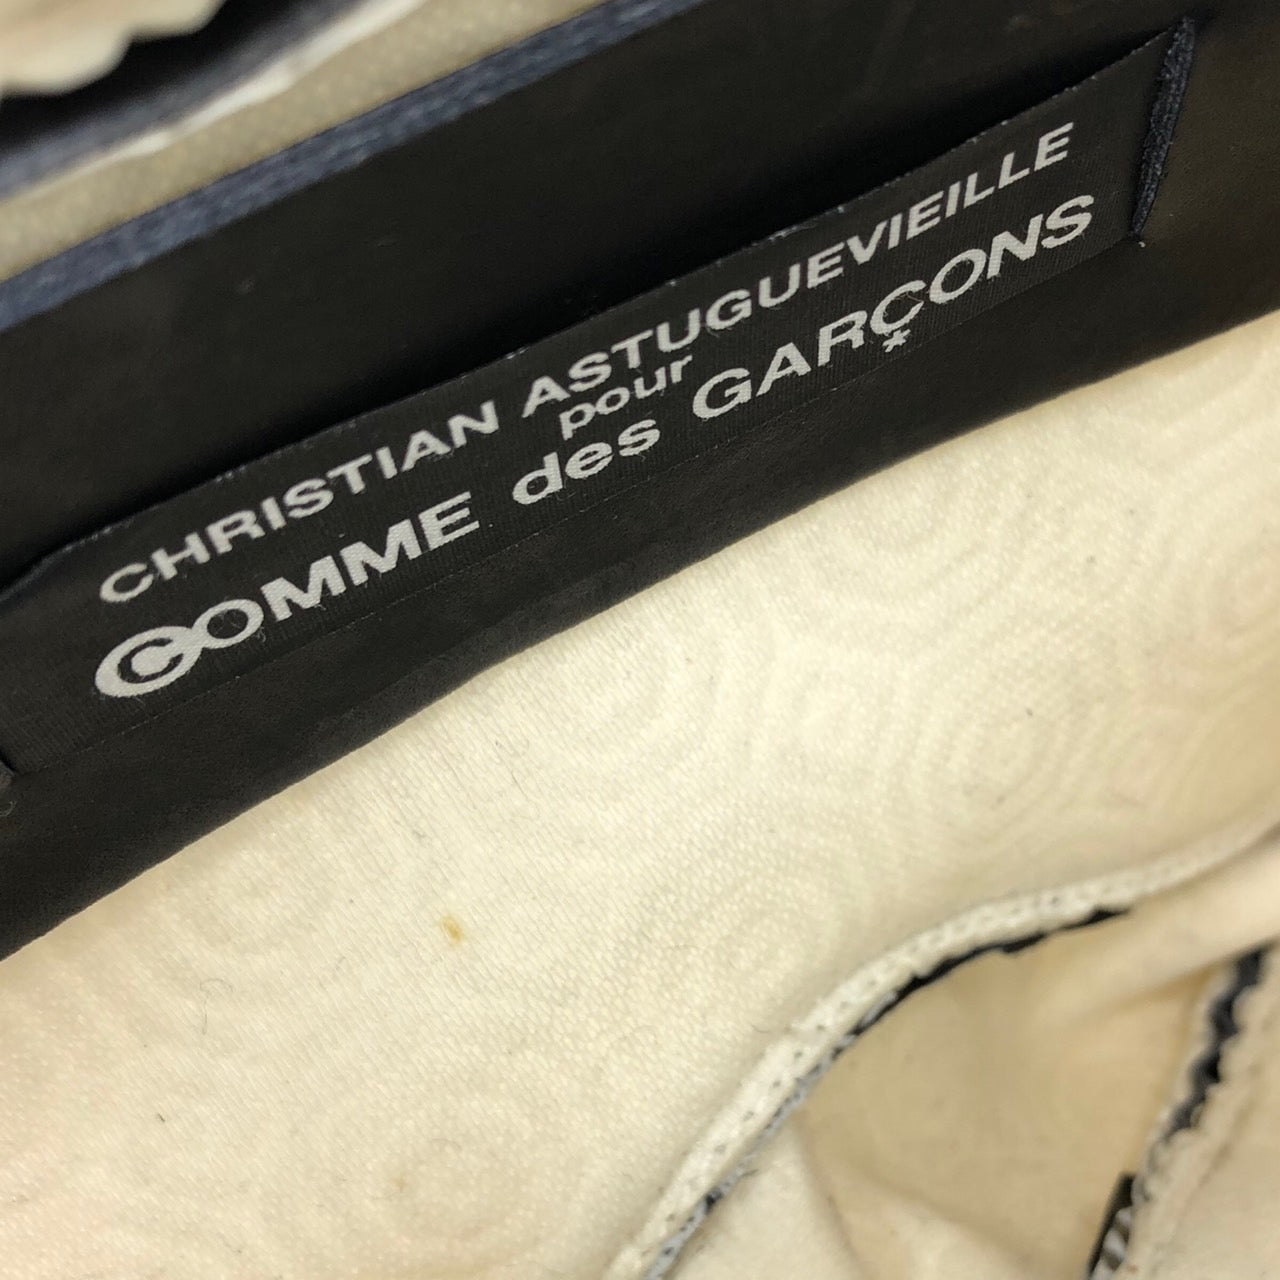 CHRISTIAN ASTUGUEVIEILLE
pour
COMME des GARÇONS
*